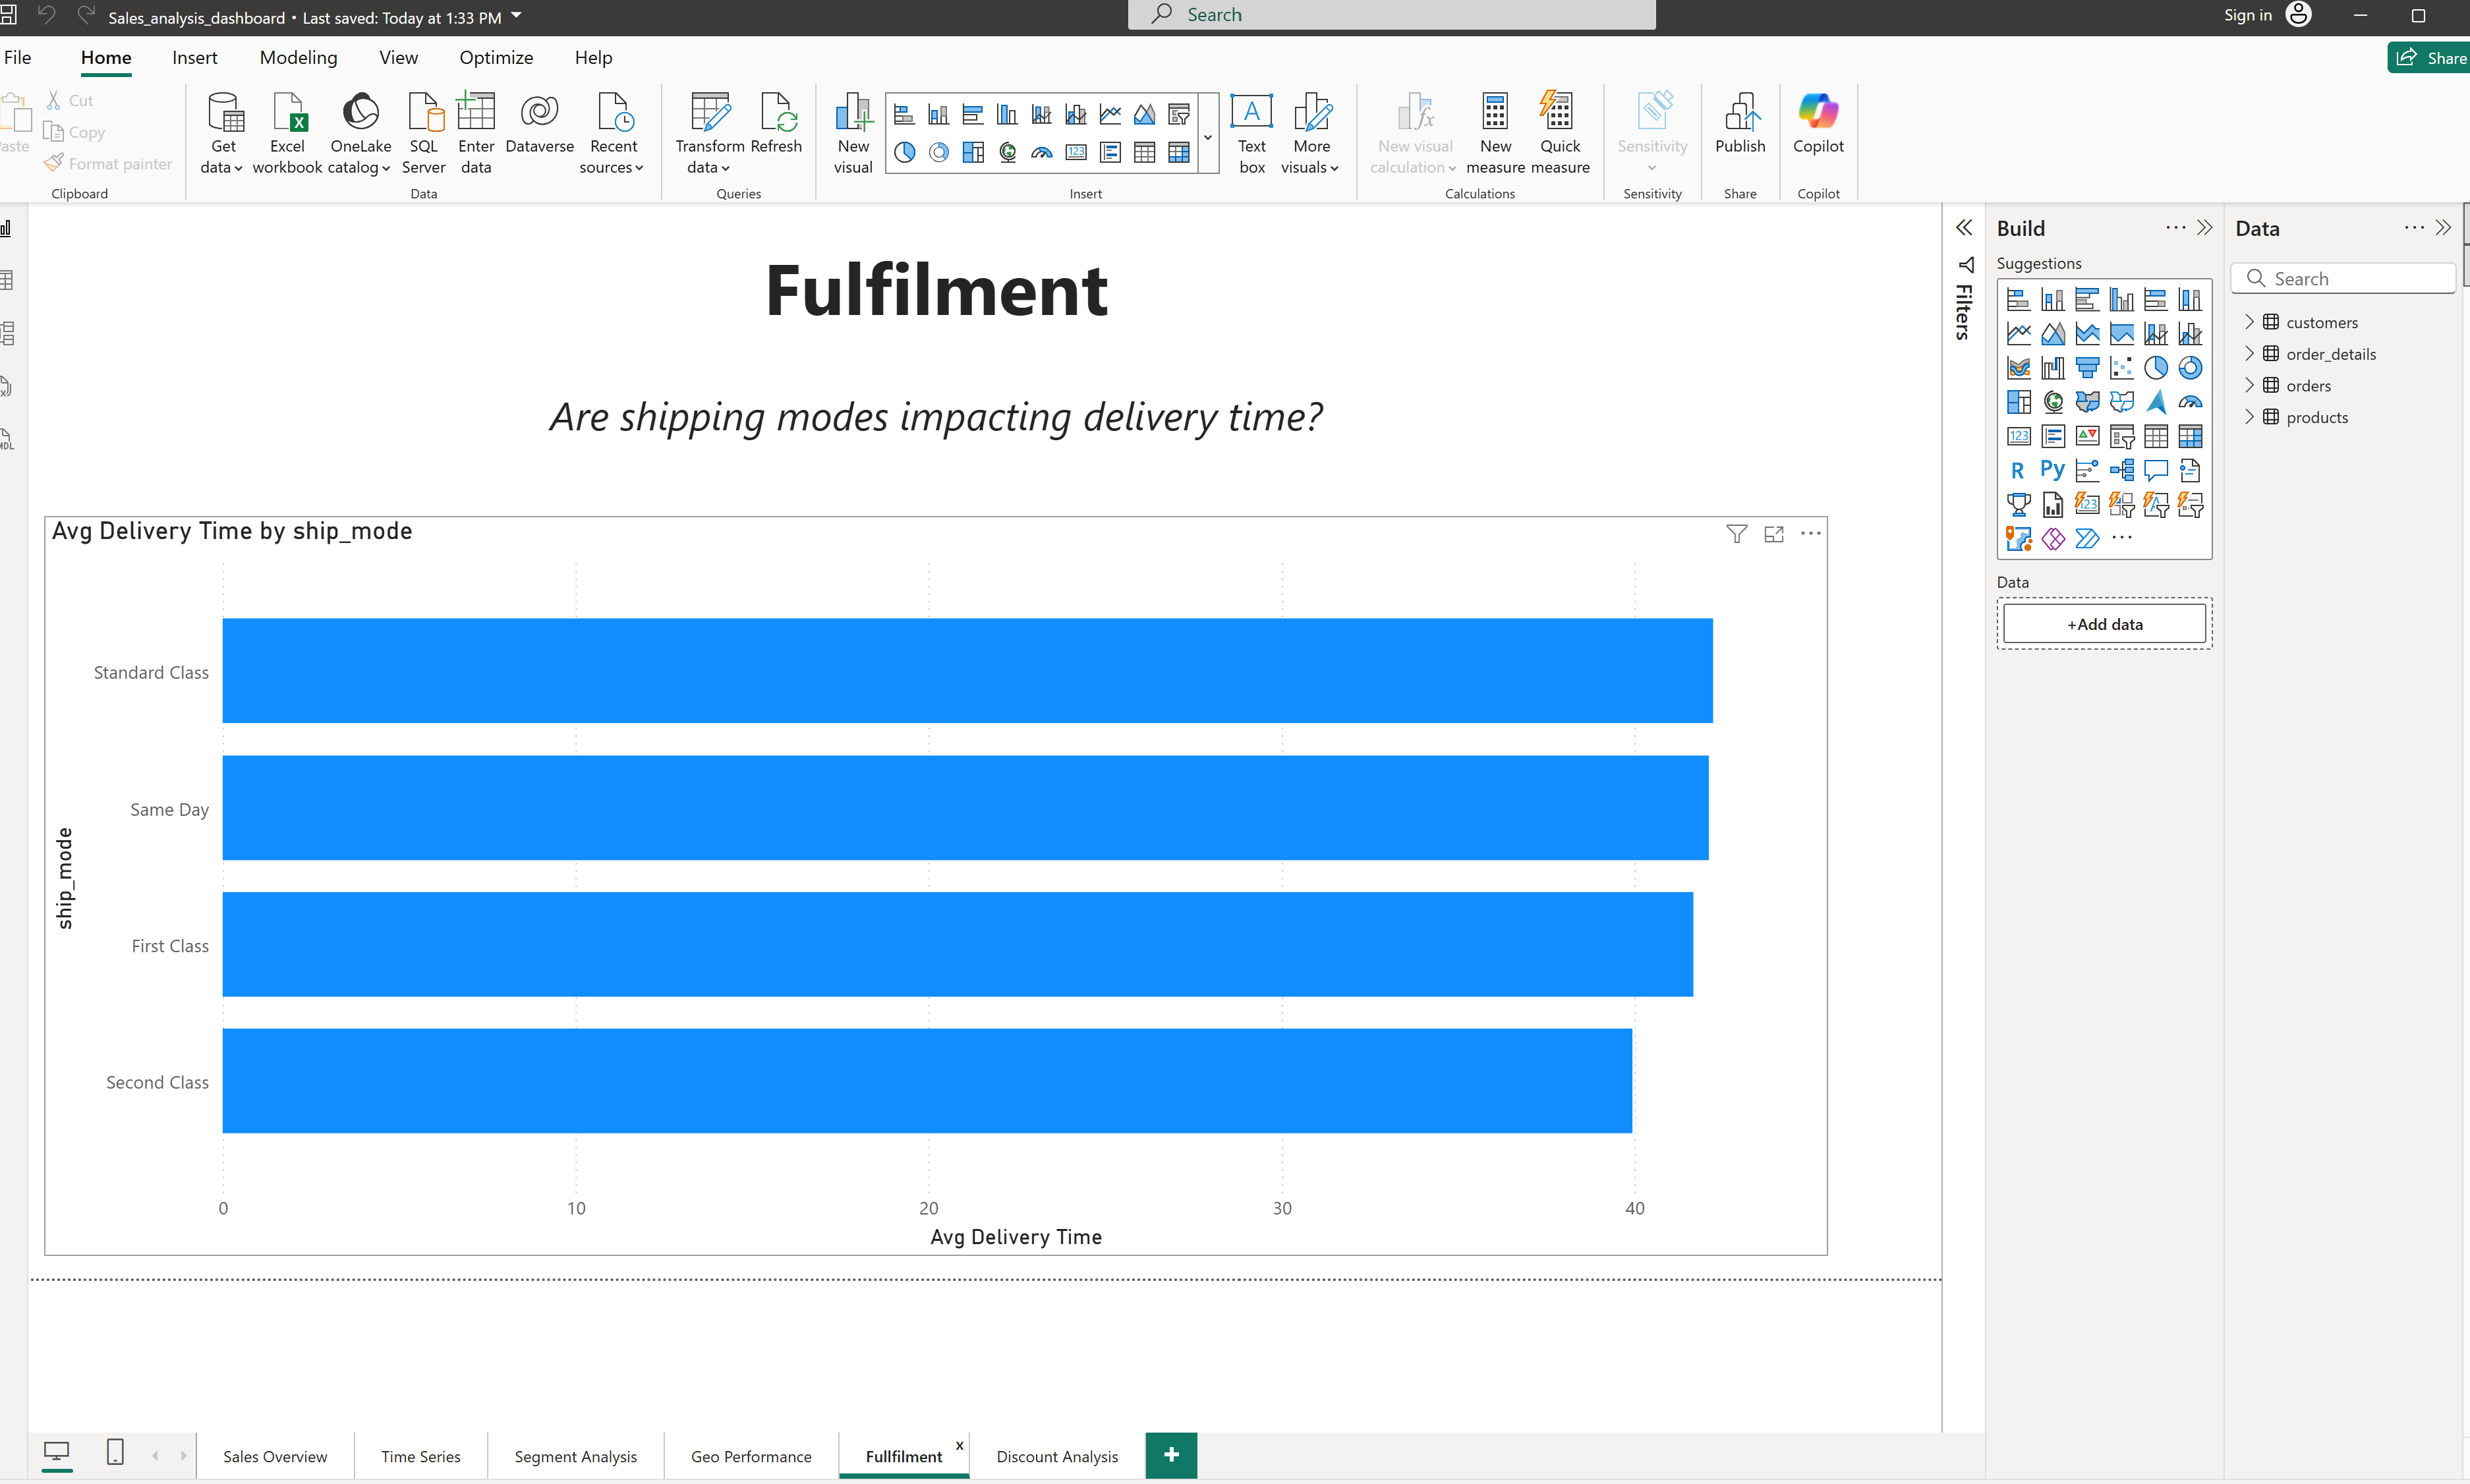 Sales_analysis_dashboard • Last saved: Today at 1:33 PM
Search
Sign in
File Home Insert Modeling View Optimize Help
Share
Cut
Copy
Format painter
Clipboard
Get data
Excel workbook
OneLake catalog
SQL Server
Enter data
Dataverse
Recent sources
Data
Transform data
Refresh
Queries
New visual
Text box
More visuals
Insert
New visual calculation
New measure
Quick measure
Calculations
Sensitivity
Sensitivity
Publish
Share
Copilot
Copilot
Fulfilment
Are shipping modes impacting delivery time?
Avg Delivery Time by ship_mode
ship_mode
Standard Class
Same Day
First Class
Second Class
0 10 20 30 40
Avg Delivery Time
Filters
Build
Suggestions
123
R Py
123
Data
+Add data
Data
Search
customers
order_details
orders
products
Sales Overview
Time Series
Segment Analysis
Geo Performance
Fullfilment x
Discount Analysis
+